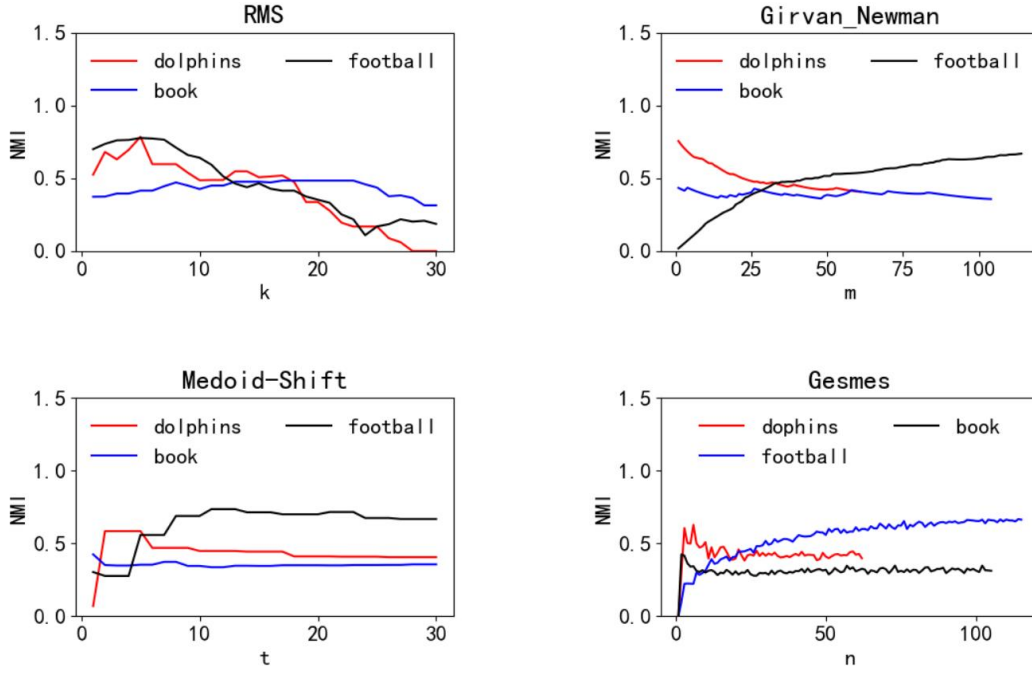 RMS
1.5
1.0
0.5
0.0
NMI
dolphins
football
book
0
10
20
30
k
Girvan_Newman
1.5
1.0
0.5
0.0
NMI
dolphins
football
book
0
25
50
75
100
m
Medoid-Shift
1.5
1.0
0.5
0.0
NMI
dolphins
football
book
0
10
20
30
t
Gesmes
1.5
1.0
0.5
0.0
NMI
dophins
book
football
0
50
100
n